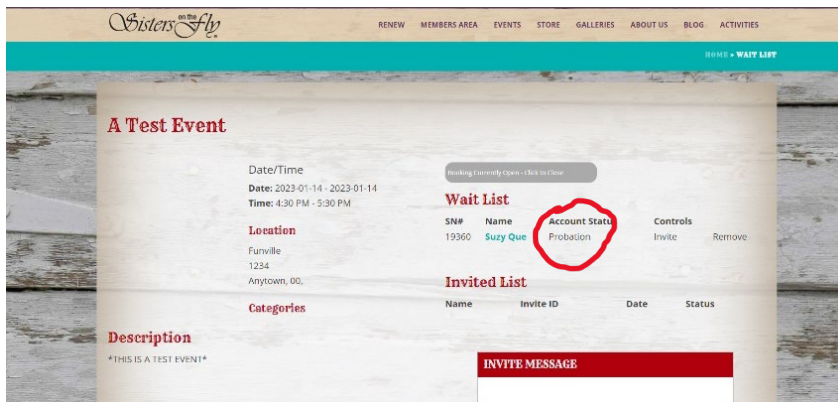 Sisters on the Fly
RENEW MEMBERS AREA EVENTS STORE GALLERIES ABOUT US BLOG ACTIVITIES
HOME » WAIT LIST
A Test Event
Date/Time
Date: 2023-01-14 - 2023-01-14
Time: 4:30 PM - 5:30 PM
Location
Funville
1234
Anytown, 00,
Categories
Description
*THIS IS A TEST EVENT*
Booking Currently Open - Click to Close
Wait List
SN# Name Account Status Controls
19360 Suzy Que Probation Invite Remove
Invited List
Name Invite ID Date Status
INVITE MESSAGE